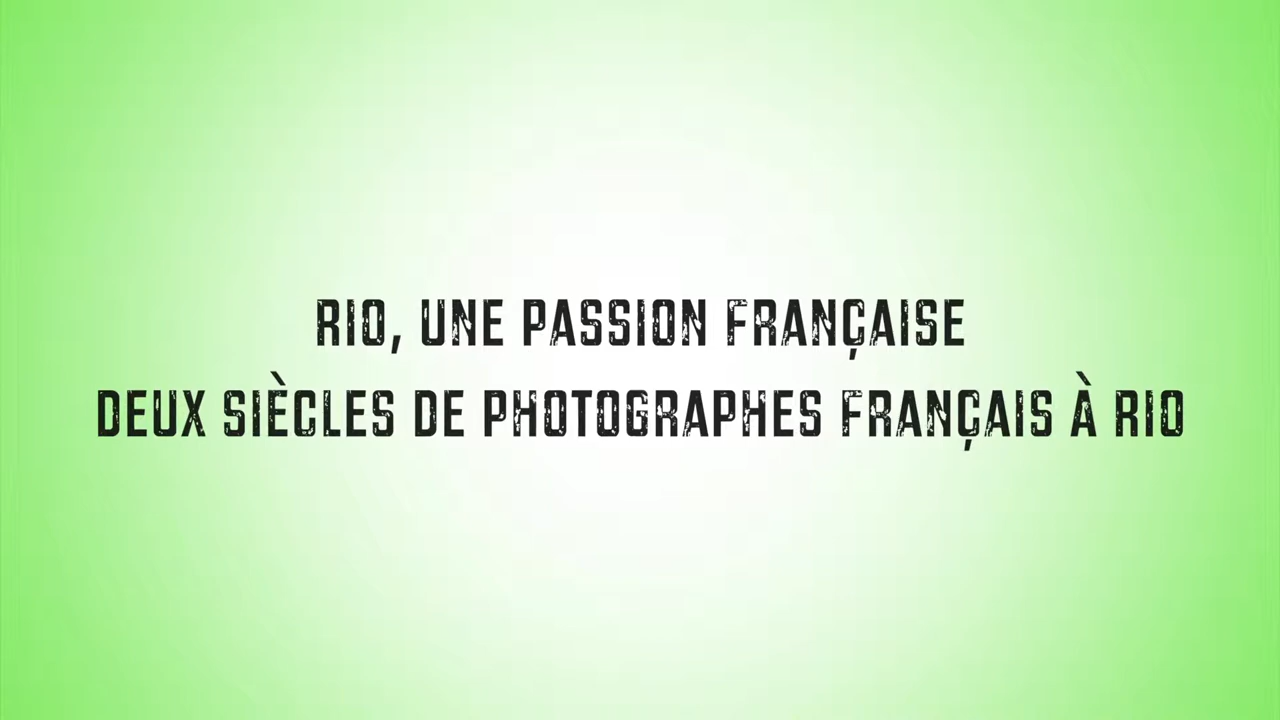 RIO, UNE PASSION FRANÇAISE
DEUX SIÈCLES DE PHOTOGRAPHES FRANÇAIS À RIO